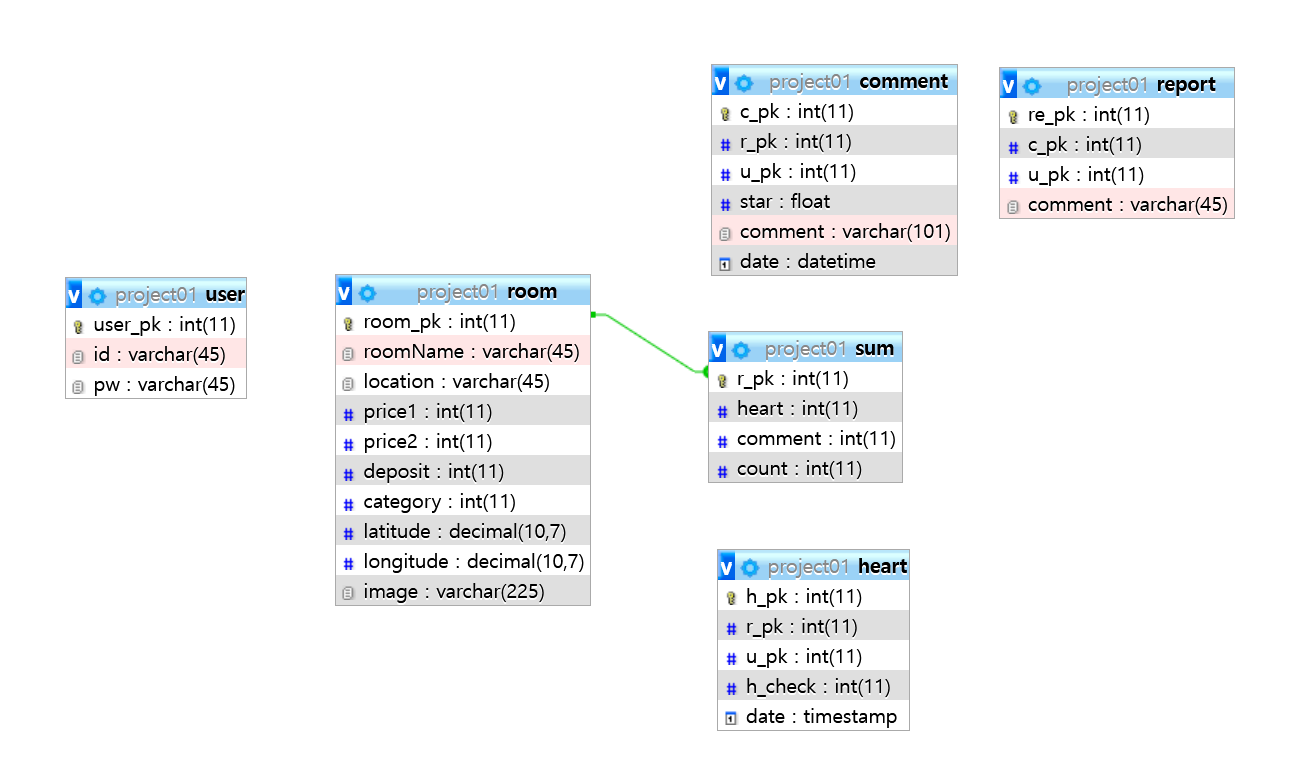 v project01 user
user_pk : int(11)
id : varchar(45)
pw : varchar(45)
v project01 room
room_pk : int(11)
roomName : varchar(45)
location : varchar(45)
price1 : int(11)
price2 : int(11)
deposit : int(11)
category : int(11)
latitude : decimal(10,7)
longitude : decimal(10,7)
image : varchar(225)
v project01 comment
c_pk : int(11)
# r_pk : int(11)
# u_pk : int(11)
# star : float
comment : varchar(101)
date : datetime
v project01 sum
r_pk : int(11)
# heart : int(11)
# comment : int(11)
# count : int(11)
v project01 heart
h_pk : int(11)
# r_pk : int(11)
# u_pk : int(11)
# h_check : int(11)
date : timestamp
v project01 report
re_pk : int(11)
# c_pk : int(11)
# u_pk : int(11)
comment : varchar(45)